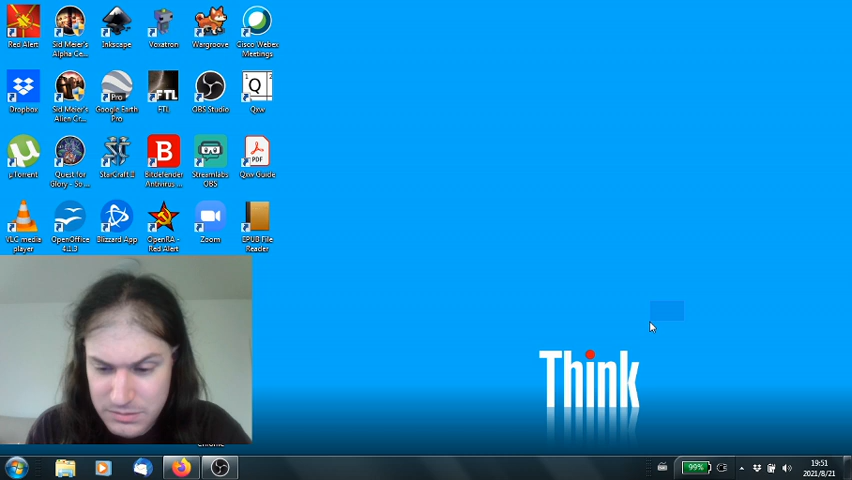 Red Alert
Sid Meier's
Alpha Ce...
Inkscape
Voxatron
Wargroove
Cisco Webex
Meetings
Dropbox
Sid Meier's
Alien Cr...
Google Earth
Pro
FTL
OBS Studio
Qxw
µTorrent
Quest for
Glory - So ...
StarCraft II
Bitdefender
Antivirus ...
Streamlabs
OBS
Qxw Guide
VLC media
player
OpenOffice
4.1.3
Blizzard App
OpenRA -
Red Alert
Zoom
EPUB File
Reader
Think
99%
19:51
2021/8/21